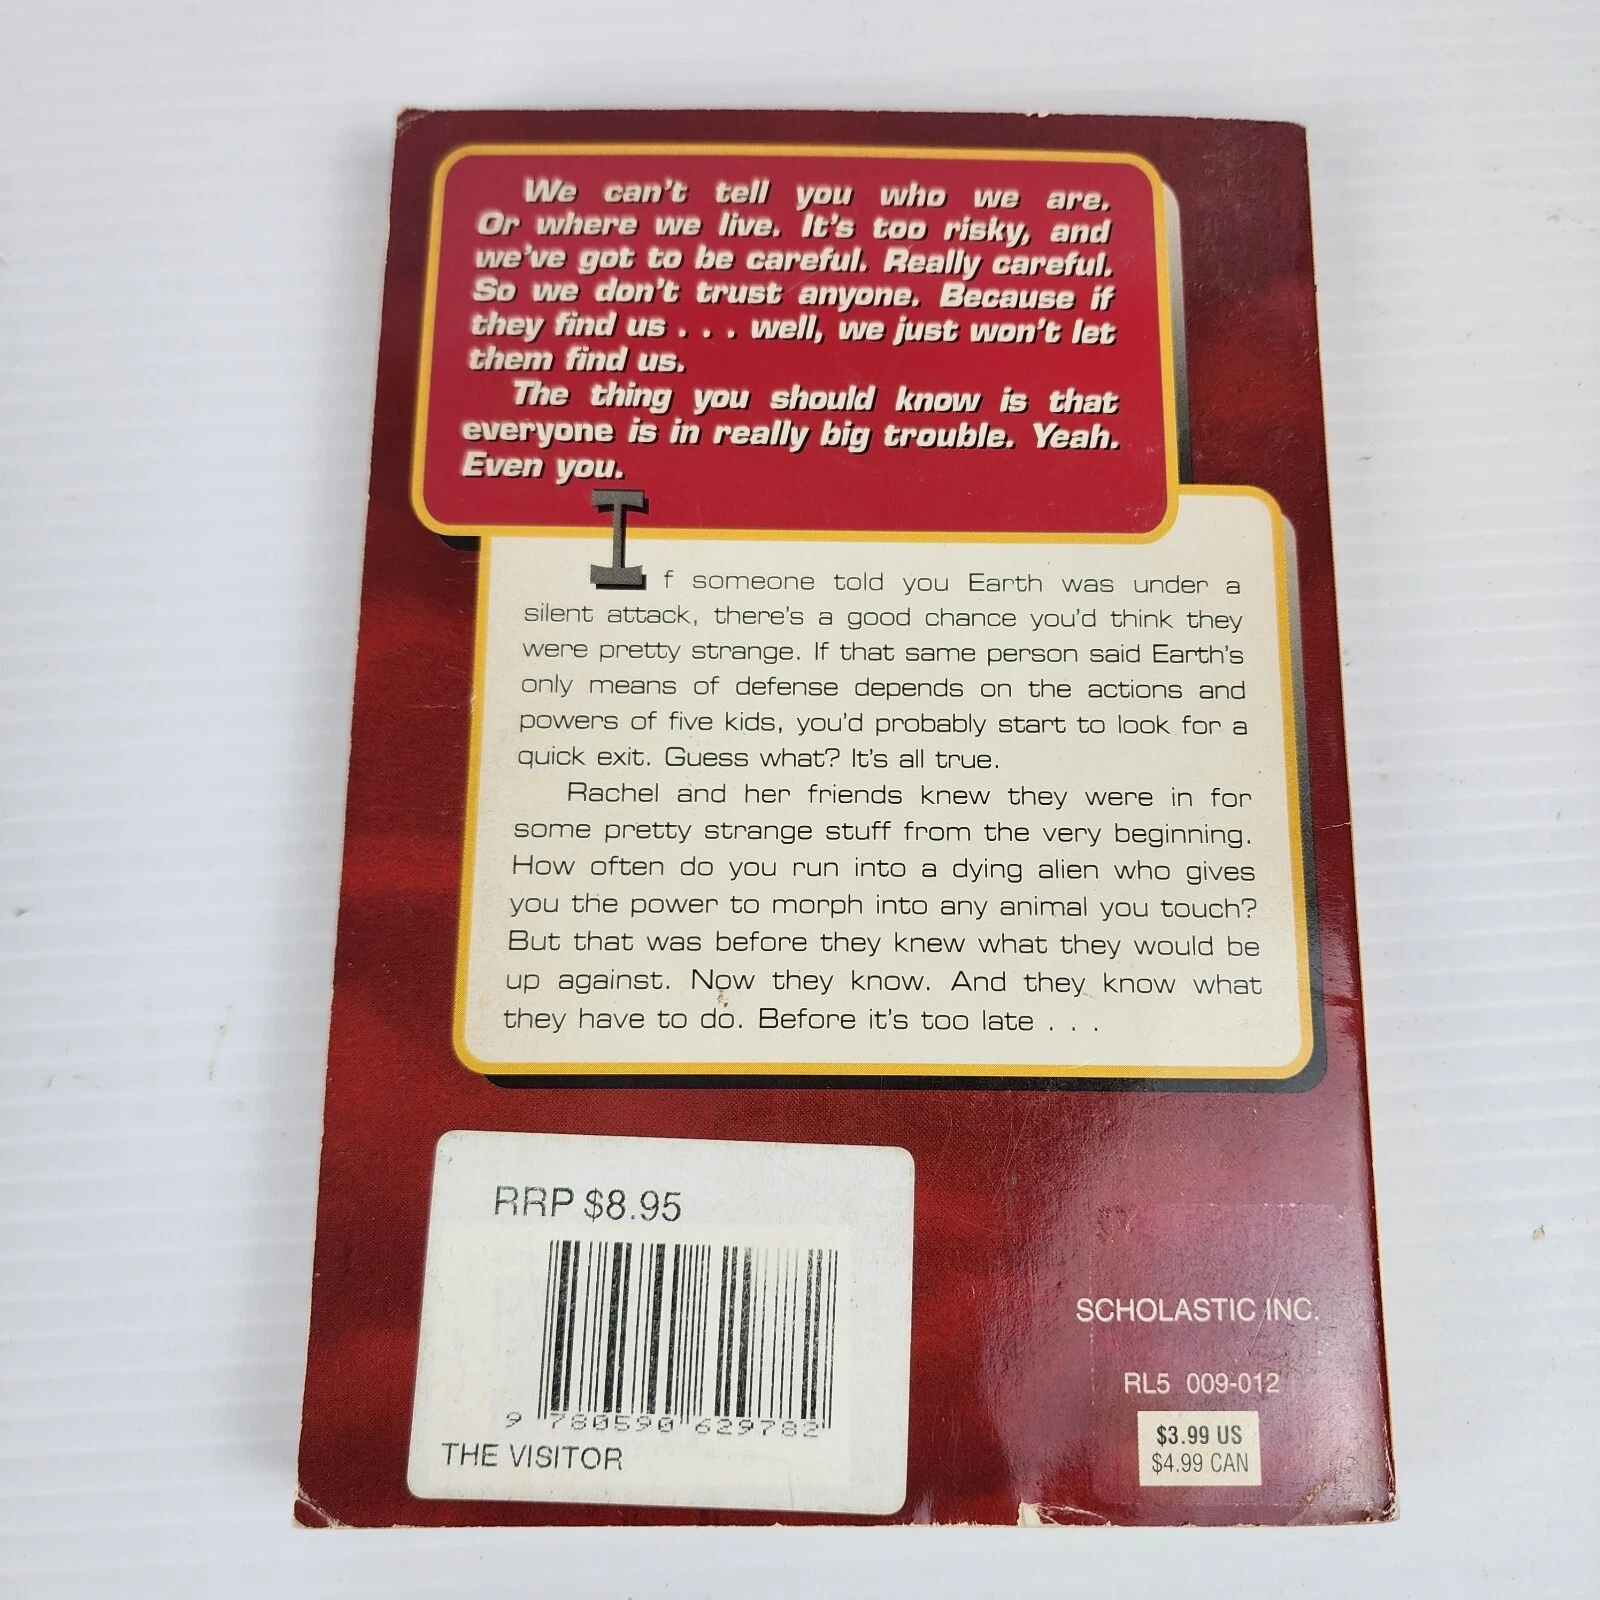 We can't tell you who we are.
Or where we live. It's too risky, and
we've got to be careful. Really careful.
So we don't trust anyone. Because if
they find us . . . well, we just won't let
them find us.
The thing you should know is that
everyone is in really big trouble. Yeah.
Even you.
If someone told you Earth was under a
silent attack, there's a good chance you'd think they
were pretty strange. If that same person said Earth's
only means of defense depends on the actions and
powers of five kids, you'd probably start to look for a
quick exit. Guess what? It's all true.
Rachel and her friends knew they were in for
some pretty strange stuff from the very beginning.
How often do you run into a dying alien who gives
you the power to morph into any animal you touch?
But that was before they knew what they would be
up against. Now they know. And they know what
they have to do. Before it's too late . . .
RRP $8.95
9 780590 629782
THE VISITOR
SCHOLASTIC INC.
RL5 009-012
$3.99 US
$4.99 CAN